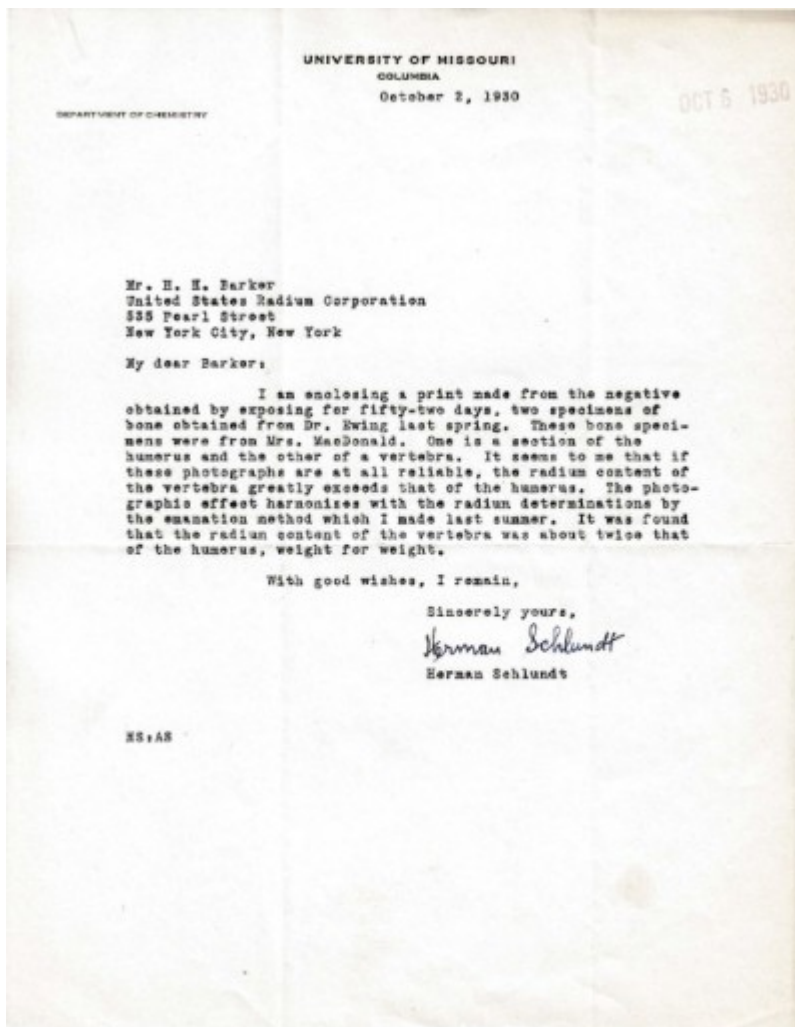 UNIVERSITY OF MISSOURI
COLUMBIA
October 2, 1930
OCT 6 1930
DEPARTMENT OF CHEMISTRY
Mr. H. H. Barker
United States Radium Corporation
535 Pearl Street
New York City, New York
My dear Barker:
I am enclosing a print made from the negative
obtained by exposing for fifty-two days, two specimens of
bone obtained from Dr. Ewing last spring. These bone speci-
mens were from Mrs. MacDonald. One is a section of the
humerus and the other of a vertebra. It seems to me that if
these photographs are at all reliable, the radium content of
the vertebra greatly exceeds that of the humerus. The photo-
graphic effect harmonizes with the radium determinations by
the emanation method which I made last summer. It was found
that the radium content of the vertebra was about twice that
of the humerus, weight for weight.
With good wishes, I remain,
Sincerely yours,
Herman Schlundt
Herman Schlundt
HS:AS